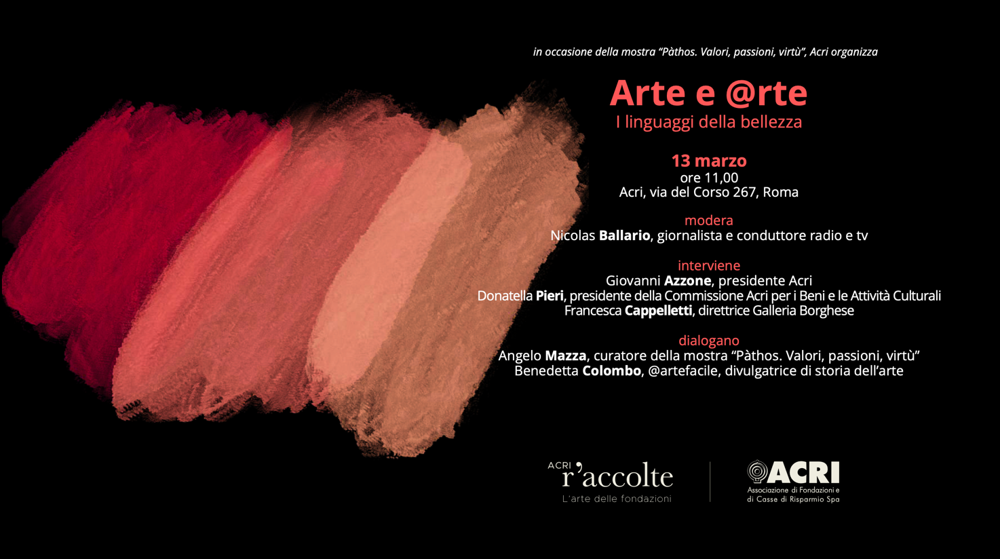 in occasione della mostra “Pàthos. Valori, passioni, virtù”, Acri organizza
Arte e @rte
I linguaggi della bellezza
13 marzo
ore 11,00
Acri, via del Corso 267, Roma
modera
Nicolas Ballario, giornalista e conduttore radio e tv
interviene
Giovanni Azzone, presidente Acri
Donatella Pieri, presidente della Commissione Acri per i Beni e le Attività Culturali
Francesca Cappelletti, direttrice Galleria Borghese
dialogano
Angelo Mazza, curatore della mostra “Pàthos. Valori, passioni, virtù”
Benedetta Colombo, @artefacile, divulgatrice di storia dell’arte
ACRI
r’accolte
L'arte delle fondazioni
ACRI
Associazione di Fondazioni e
di Casse di Risparmio Spa